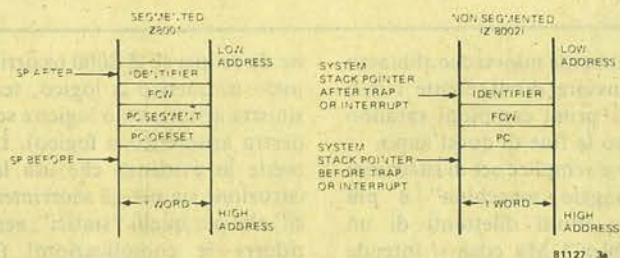 SEGMENTED
Z8001
LOW
ADDRESS
SP AFTER
IDENTIFIER
FCW
PC SEGMENT
PC OFFSET
SP BEFORE
1 WORD
HIGH
ADDRESS
NON SEGMENTED
(Z 8002)
LOW
ADDRESS
SYSTEM
STACK POINTER
AFTER TRAP
OR INTERRUPT
IDENTIFIER
FCW
PC
SYSTEM
STACK POINTER
BEFORE TRAP
OR INTERRUPT
1 WORD
HIGH
ADDRESS
81127 3a